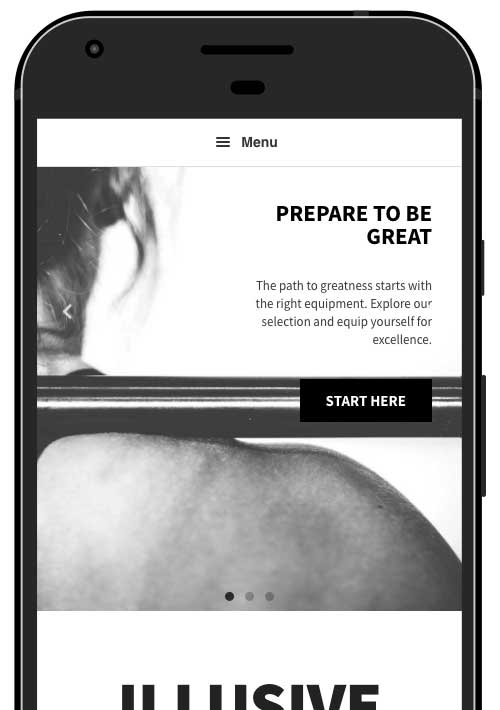 Menu
PREPARE TO BE
GREAT
The path to greatness starts with
the right equipment. Explore our
selection and equip yourself for
excellence.
START HERE
ILLUSIVE